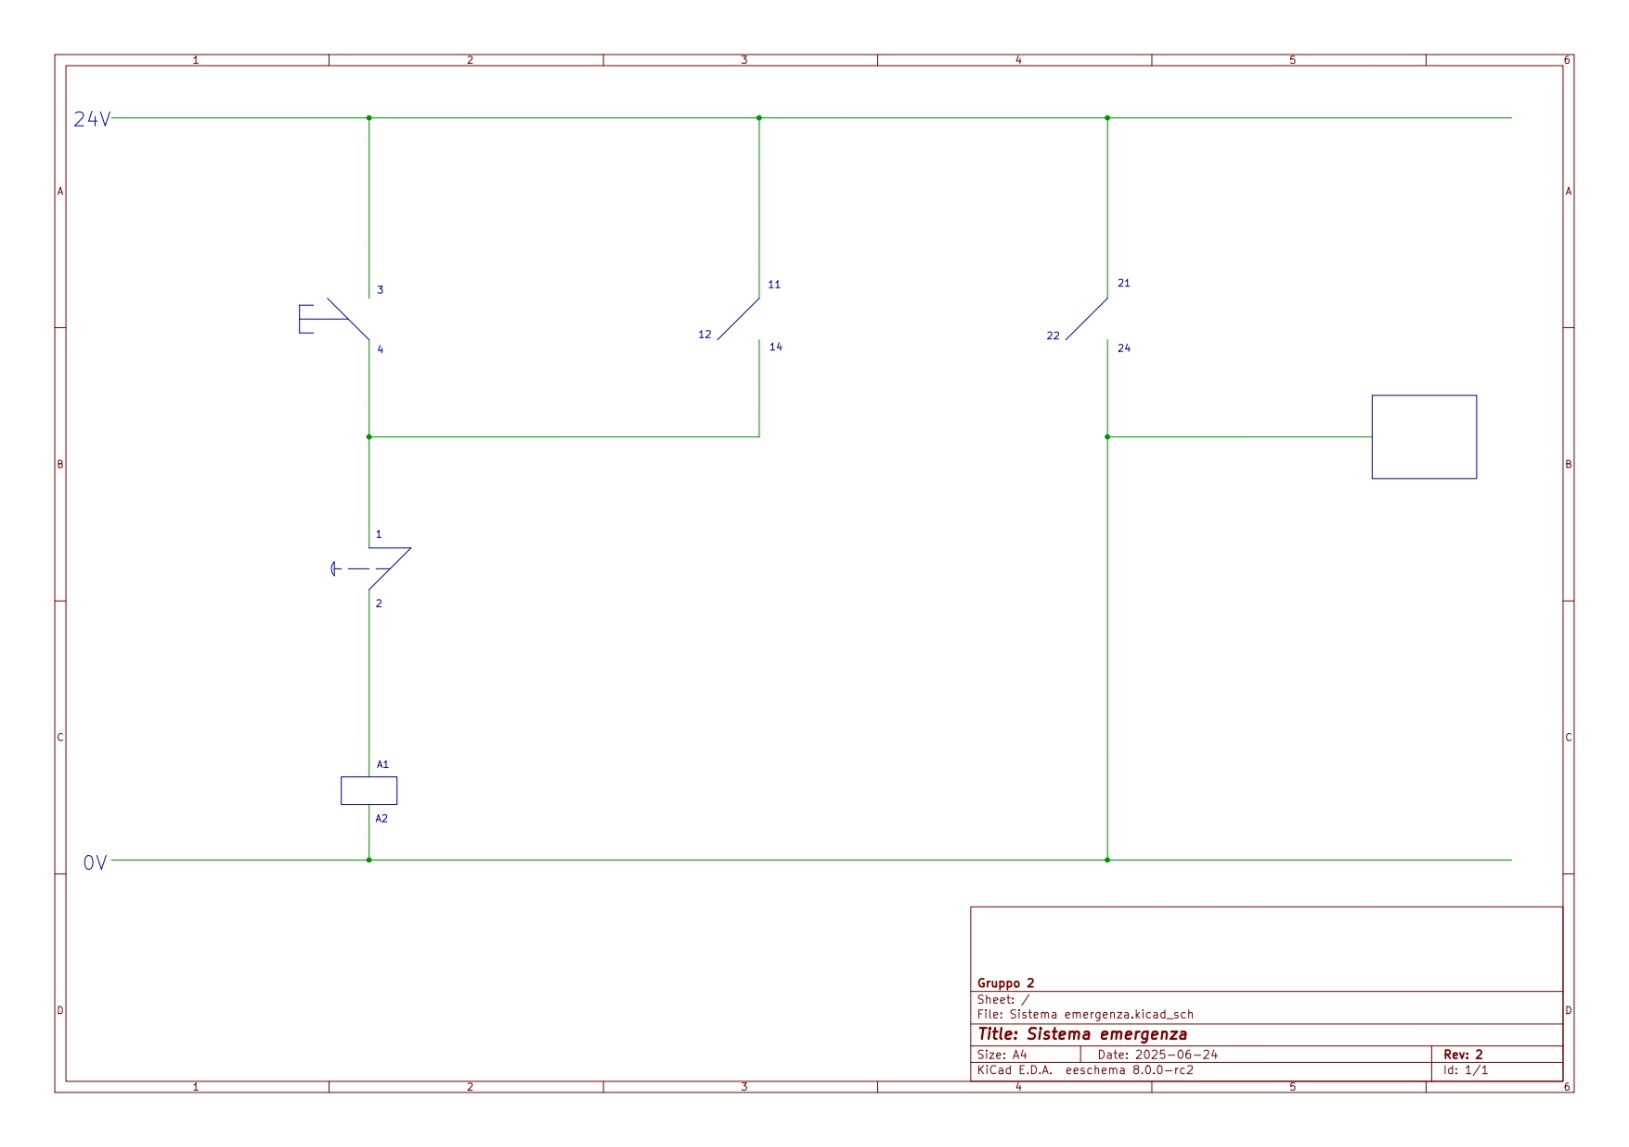 1 2 3 4 5 6
24V
A A
3
11
21
12
22
4
14
24
B B
1
2
C C
A1
A2
0V
Gruppo 2
Sheet: /
File: Sistema emergenza.kicad_sch
D D
Title: Sistema emergenza
Size: A4 Date: 2025-06-24 Rev: 2
KiCad E.D.A. eeschema 8.0.0-rc2 Id: 1/1
1 2 3 4 5 6